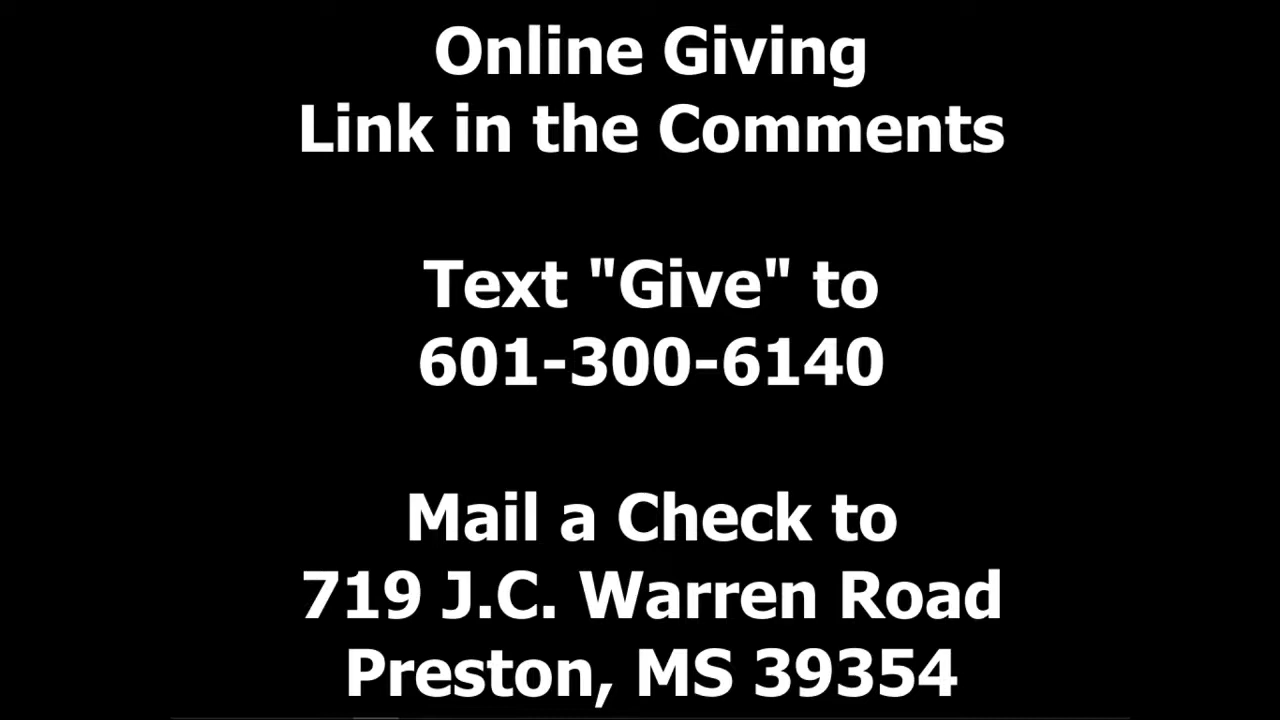 Online Giving
Link in the Comments
Text "Give" to
601-300-6140
Mail a Check to
719 J.C. Warren Road
Preston, MS 39354